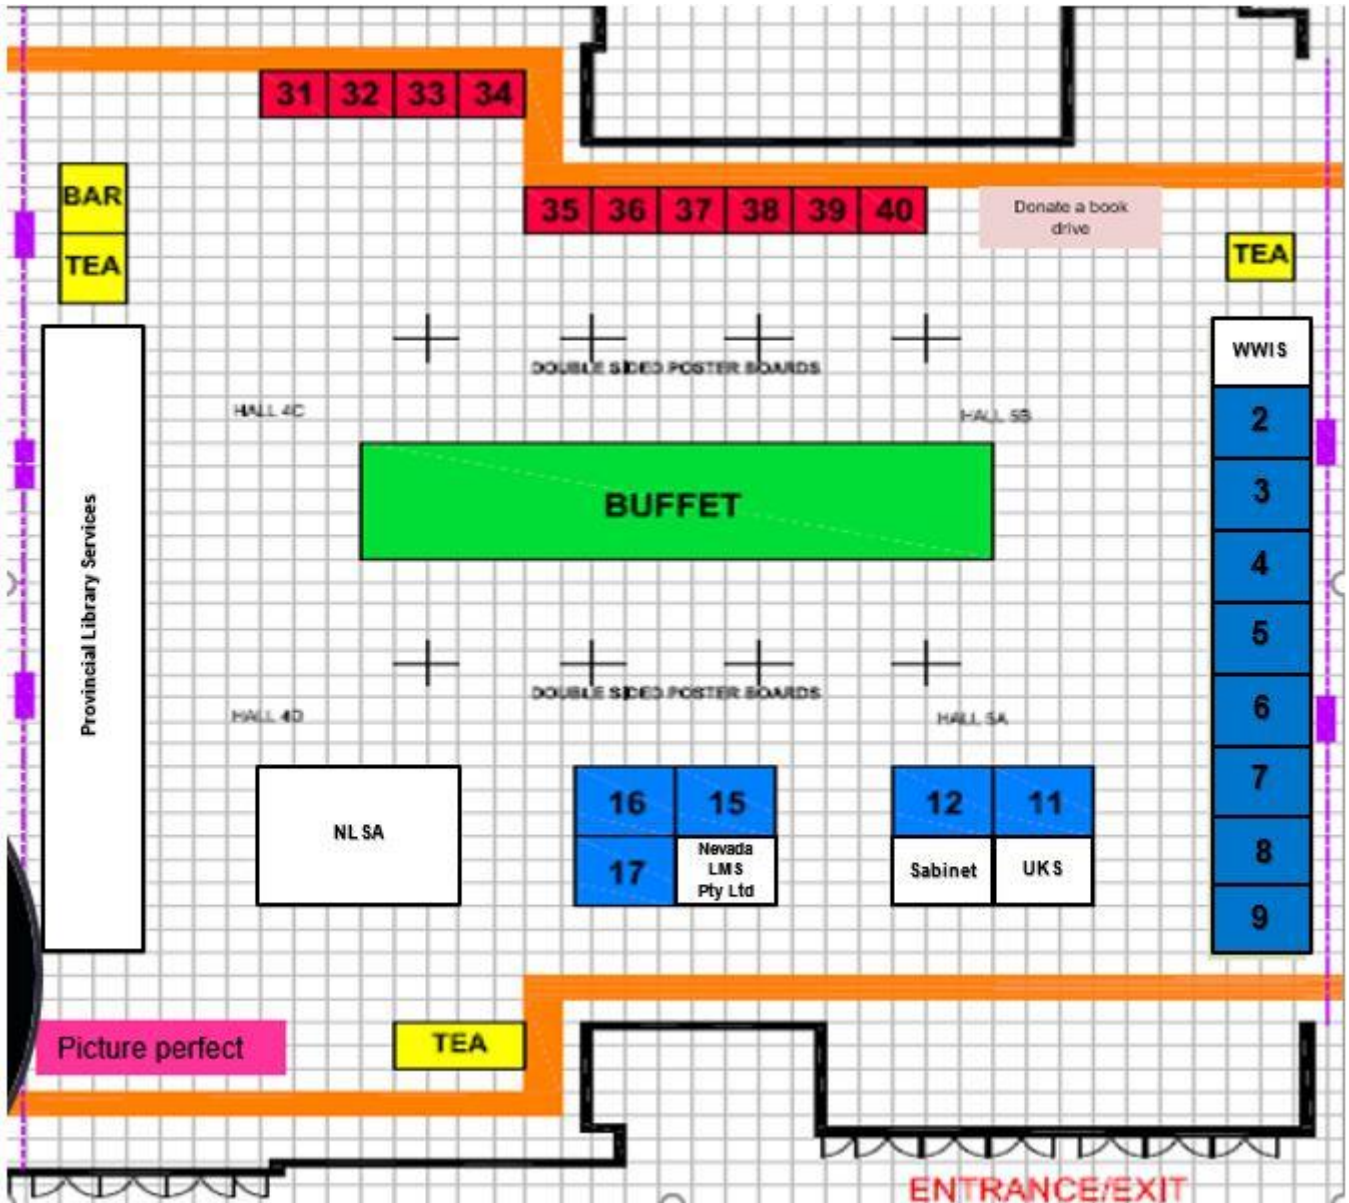 31 32 33 34
BAR
35 36 37 38 39 40
Donate a book
drive
TEA
TEA
WWIS
DOUBLE SIDED POSTER BOARDS
HALL 4C
HALL 5B
2
3
BUFFET
Provincial Library Services
4
5
DOUBLE SIDED POSTER BOARDS
6
HALL 4D
HALL 5A
7
16 15
12 11
NLSA
8
17
Nevada
LMS
Pty Ltd
Sabinet
UKS
9
Picture perfect
TEA
ENTRANCE/EXIT